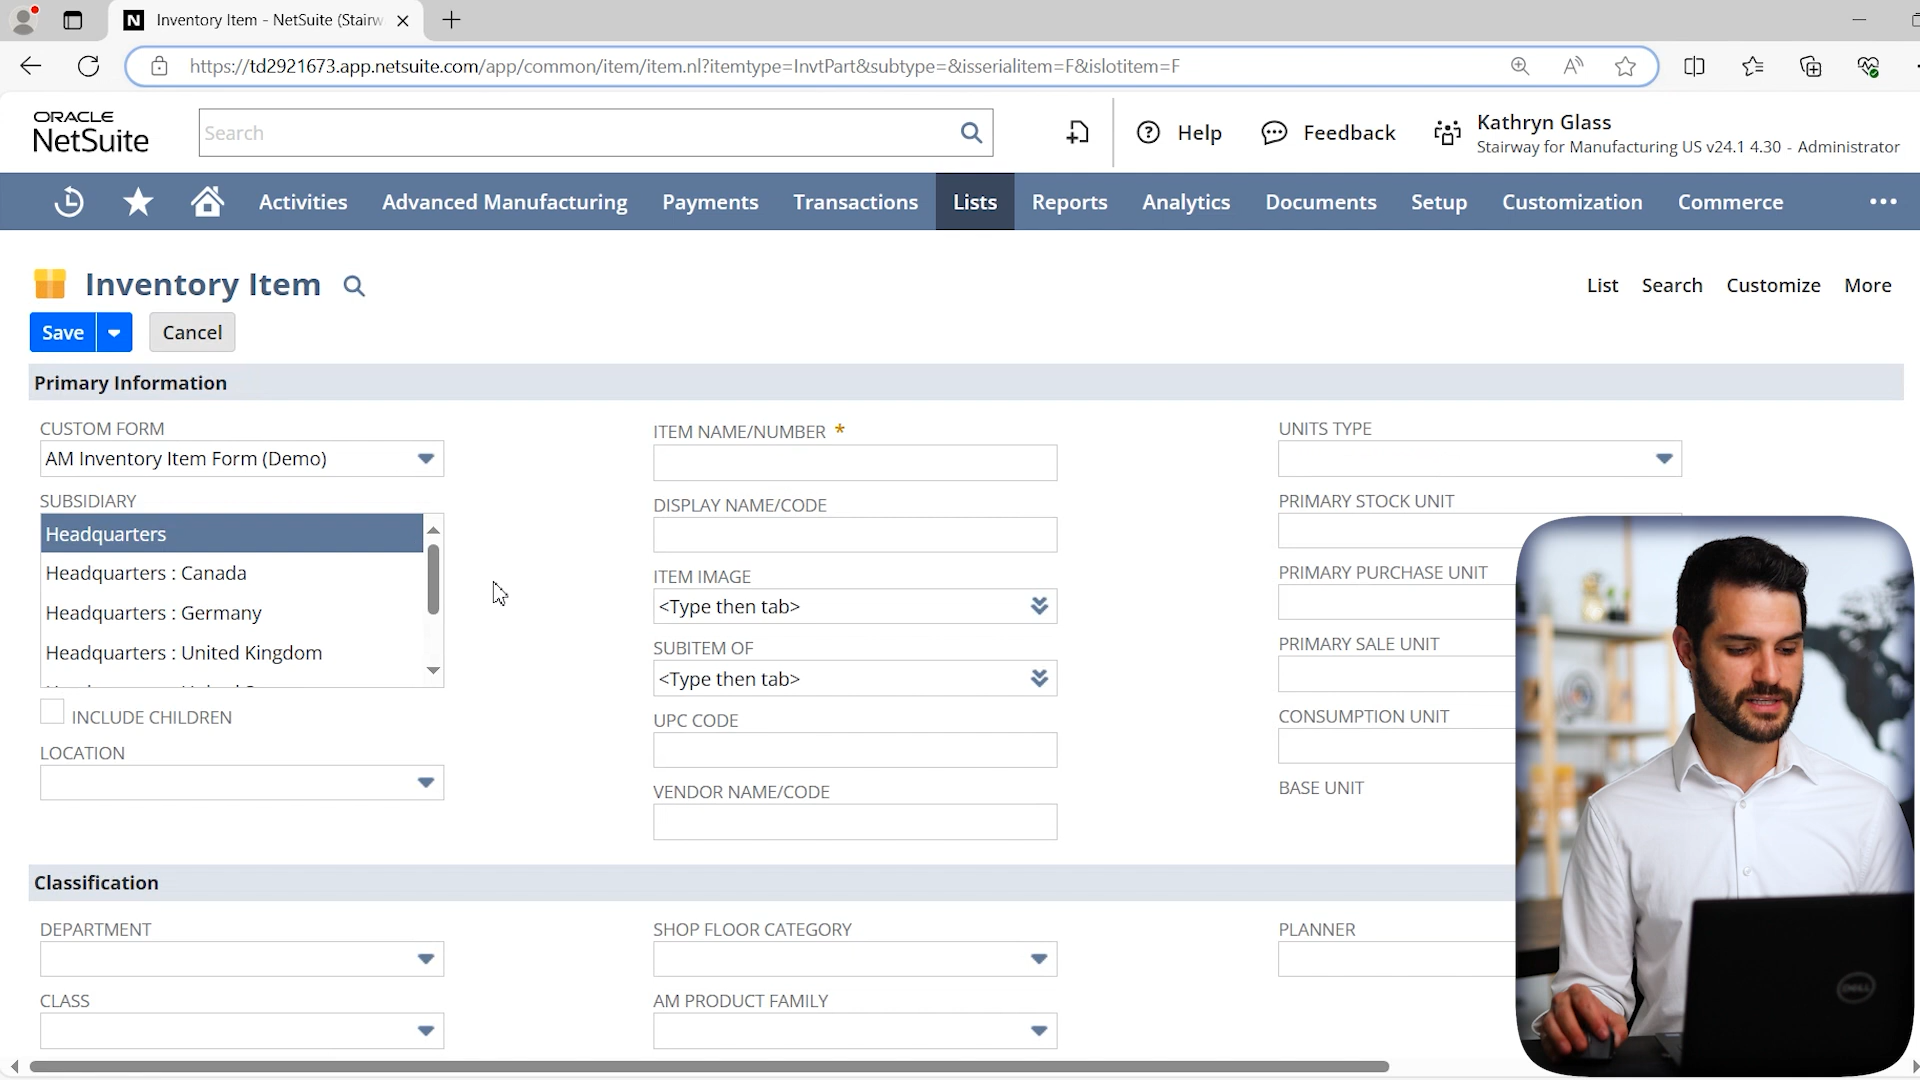 Inventory Item - NetSuite (Stairw
https://td2921673.app.netsuite.com/app/common/item/item.nl?itemtype=InvtPart&subtype=&isserialitem=F&islotitem=F
ORACLE
NetSuite
Search
Help
Feedback
Kathryn Glass
Stairway for Manufacturing US v24.1 4.30 - Administrator
Activities
Advanced Manufacturing
Payments
Transactions
Lists
Reports
Analytics
Documents
Setup
Customization
Commerce
Inventory Item
List
Search
Customize
More
Save
Cancel
Primary Information
CUSTOM FORM
AM Inventory Item Form (Demo)
SUBSIDIARY
Headquarters
Headquarters : Canada
Headquarters : Germany
Headquarters : United Kingdom
INCLUDE CHILDREN
LOCATION
ITEM NAME/NUMBER *
DISPLAY NAME/CODE
ITEM IMAGE
<Type then tab>
SUBITEM OF
<Type then tab>
UPC CODE
VENDOR NAME/CODE
UNITS TYPE
PRIMARY STOCK UNIT
PRIMARY PURCHASE UNIT
PRIMARY SALE UNIT
CONSUMPTION UNIT
BASE UNIT
Classification
DEPARTMENT
CLASS
SHOP FLOOR CATEGORY
AM PRODUCT FAMILY
PLANNER
DELL